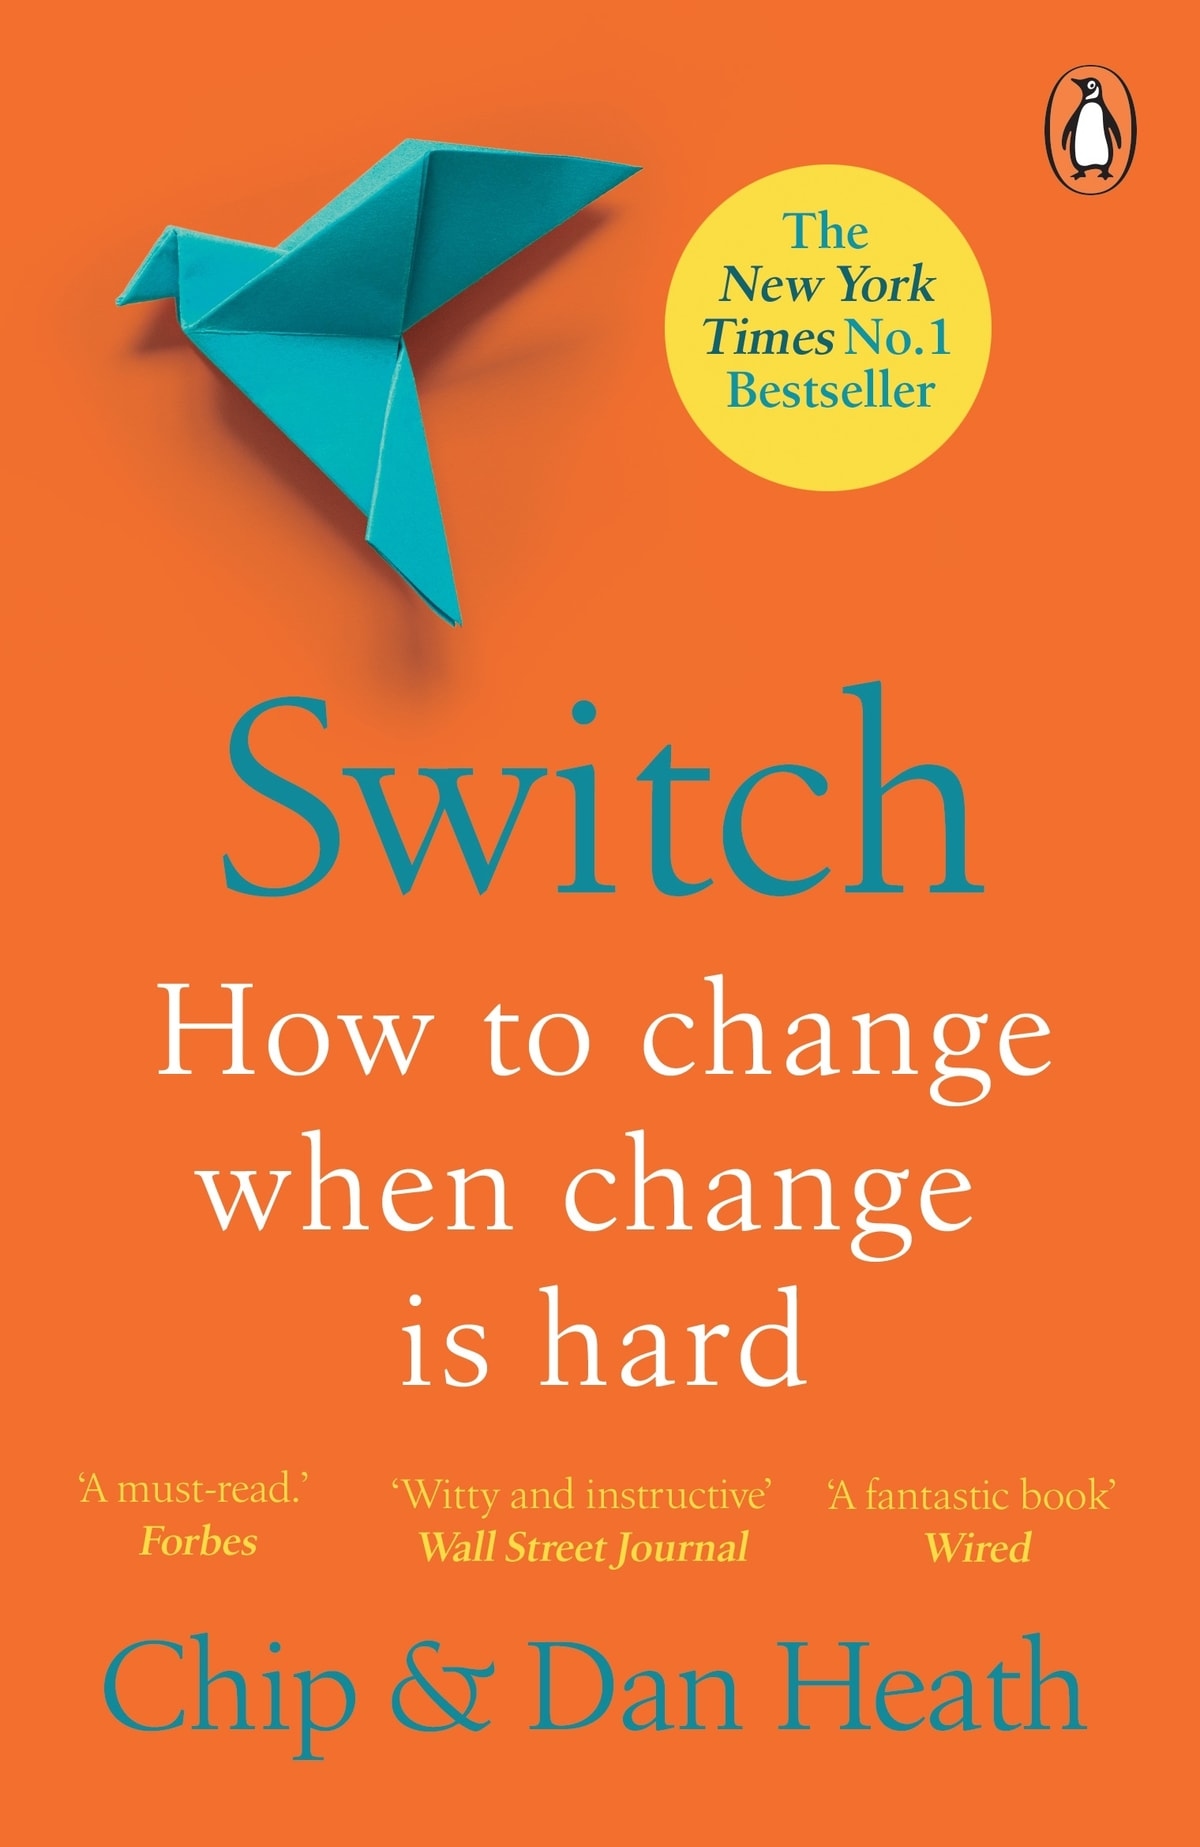 The
New York
Times No.1
Bestseller
Switch
How to change
when change
is hard
‘A must-read.’
Forbes
‘Witty and instructive’
Wall Street Journal
‘A fantastic book’
Wired
Chip & Dan Heath